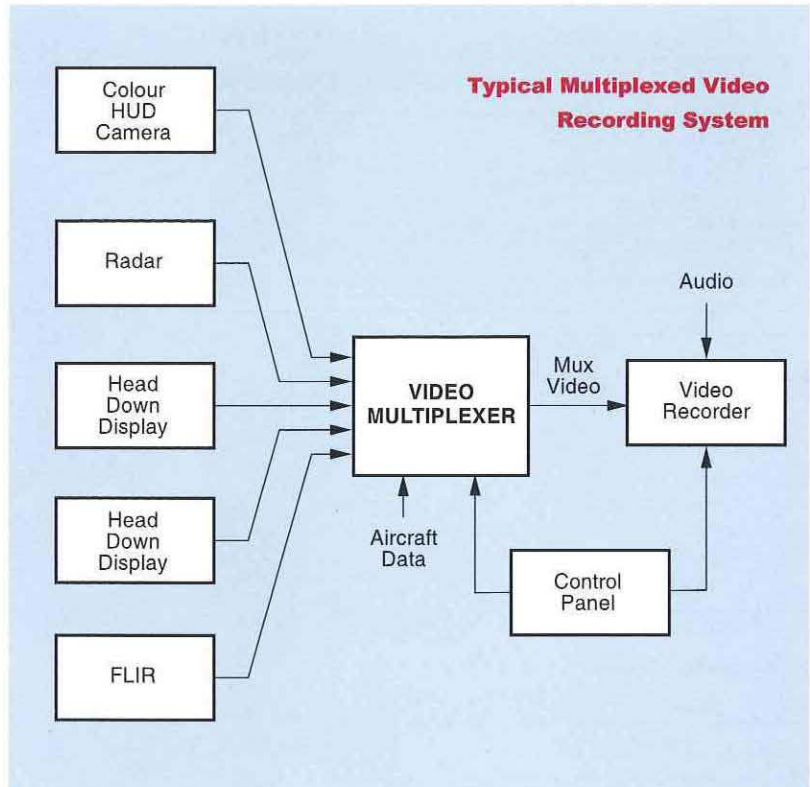 Typical Multiplexed Video
Recording System
Colour
HUD
Camera
Radar
Head
Down
Display
Head
Down
Display
FLIR
VIDEO
MULTIPLEXER
Aircraft
Data
Mux
Video
Audio
Video
Recorder
Control
Panel